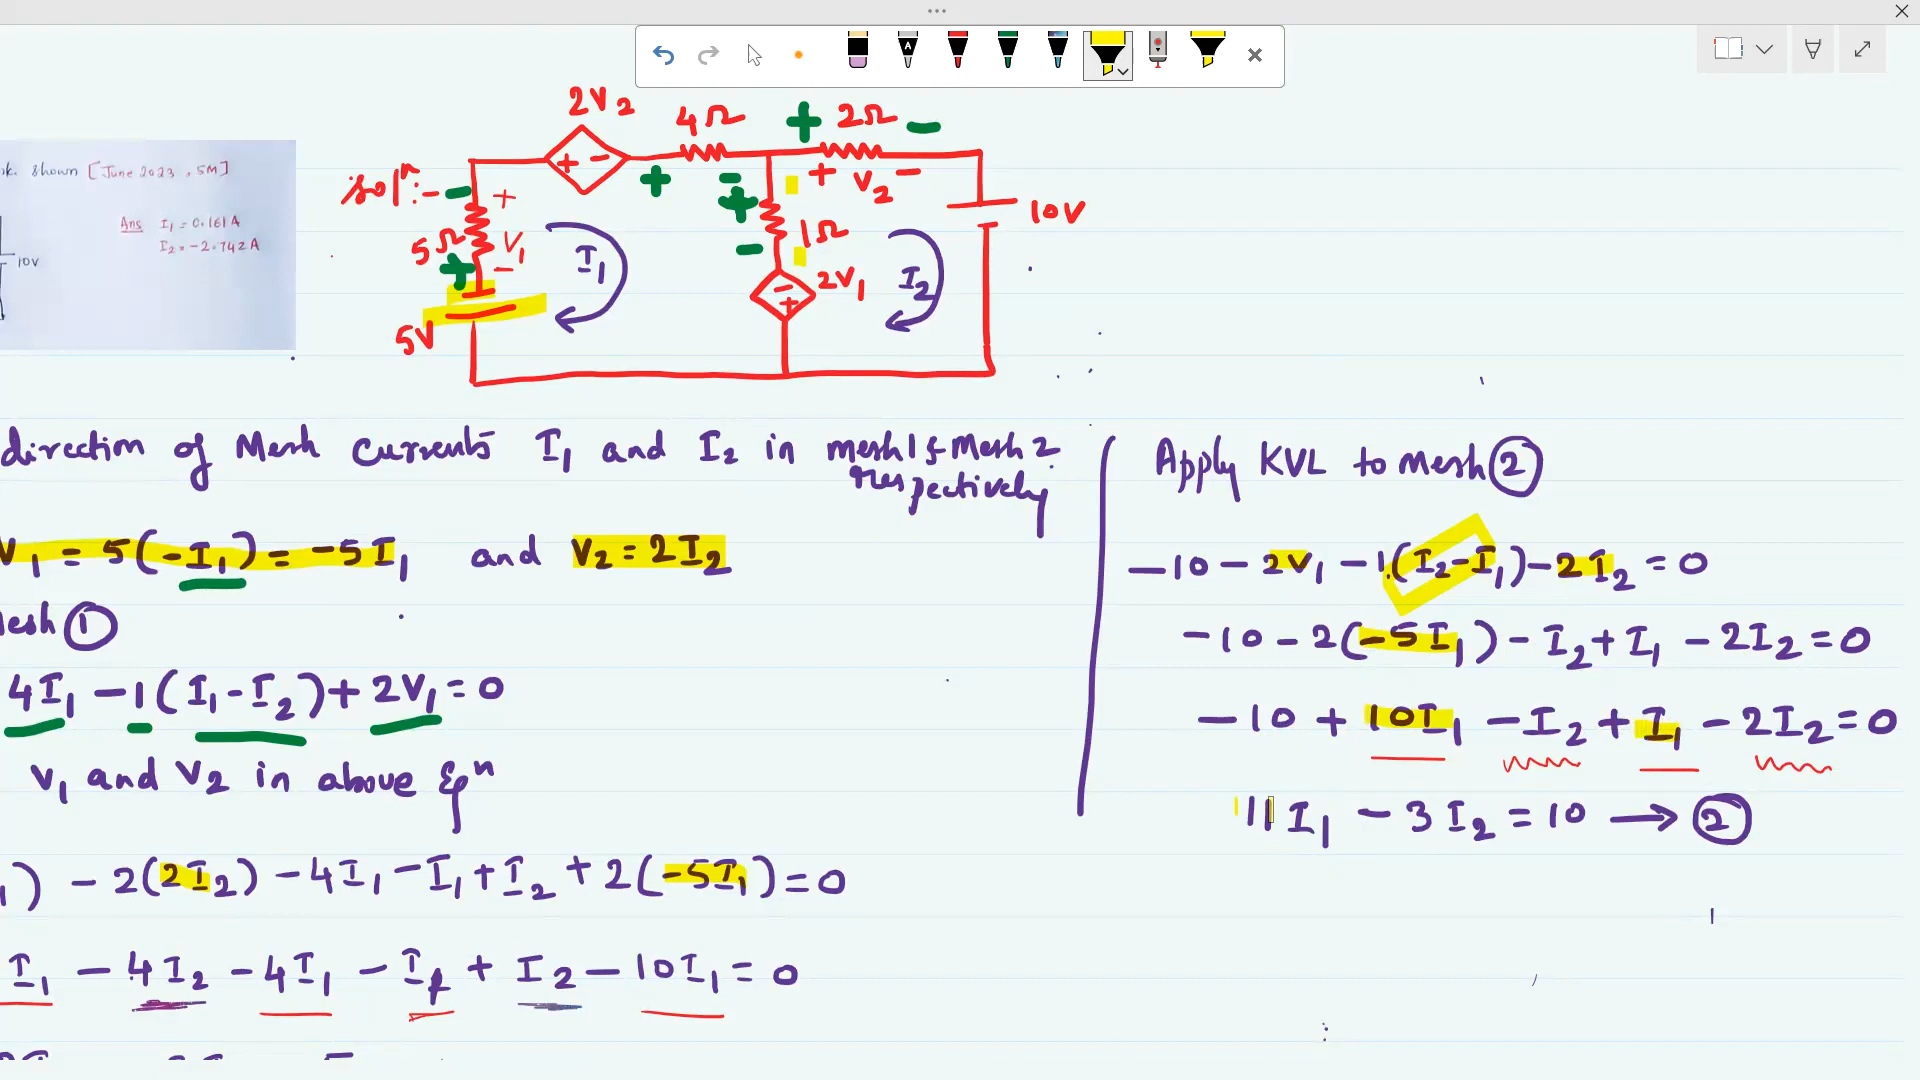 shown [June 2023, 5M]
Ans I₁ = 0.161 A
I₂ = -2.742 A
10V
2V₂
4Ω
+ 2Ω -
+ -
solⁿ:-
- +
+ - + V₂ -
10V
5Ω
V₁
+ -
I₁
+ -
1Ω
2V₁
- +
I₂
5V
direction of Mesh Currents I₁ and I₂ in mesh 1 & Mesh 2 respectively
V₁ = 5(-I₁) = -5I₁ and V₂ = 2I₂
①
4I₁ - 1(I₁ - I₂) + 2V₁ = 0
V₁ and V₂ in above Eqⁿ
) - 2(2I₂) - 4I₁ - I₁ + I₂ + 2(-5I₁) = 0
I₁ - 4I₂ - 4I₁ - I₁ + I₂ - 10I₁ = 0
Apply KVL to Mesh ②
-10 - 2V₁ - 1(I₂ - I₁) - 2I₂ = 0
-10 - 2(-5I₁) - I₂ + I₁ - 2I₂ = 0
-10 + 10I₁ - I₂ + I₁ - 2I₂ = 0
11I₁ - 3I₂ = 10 → ②